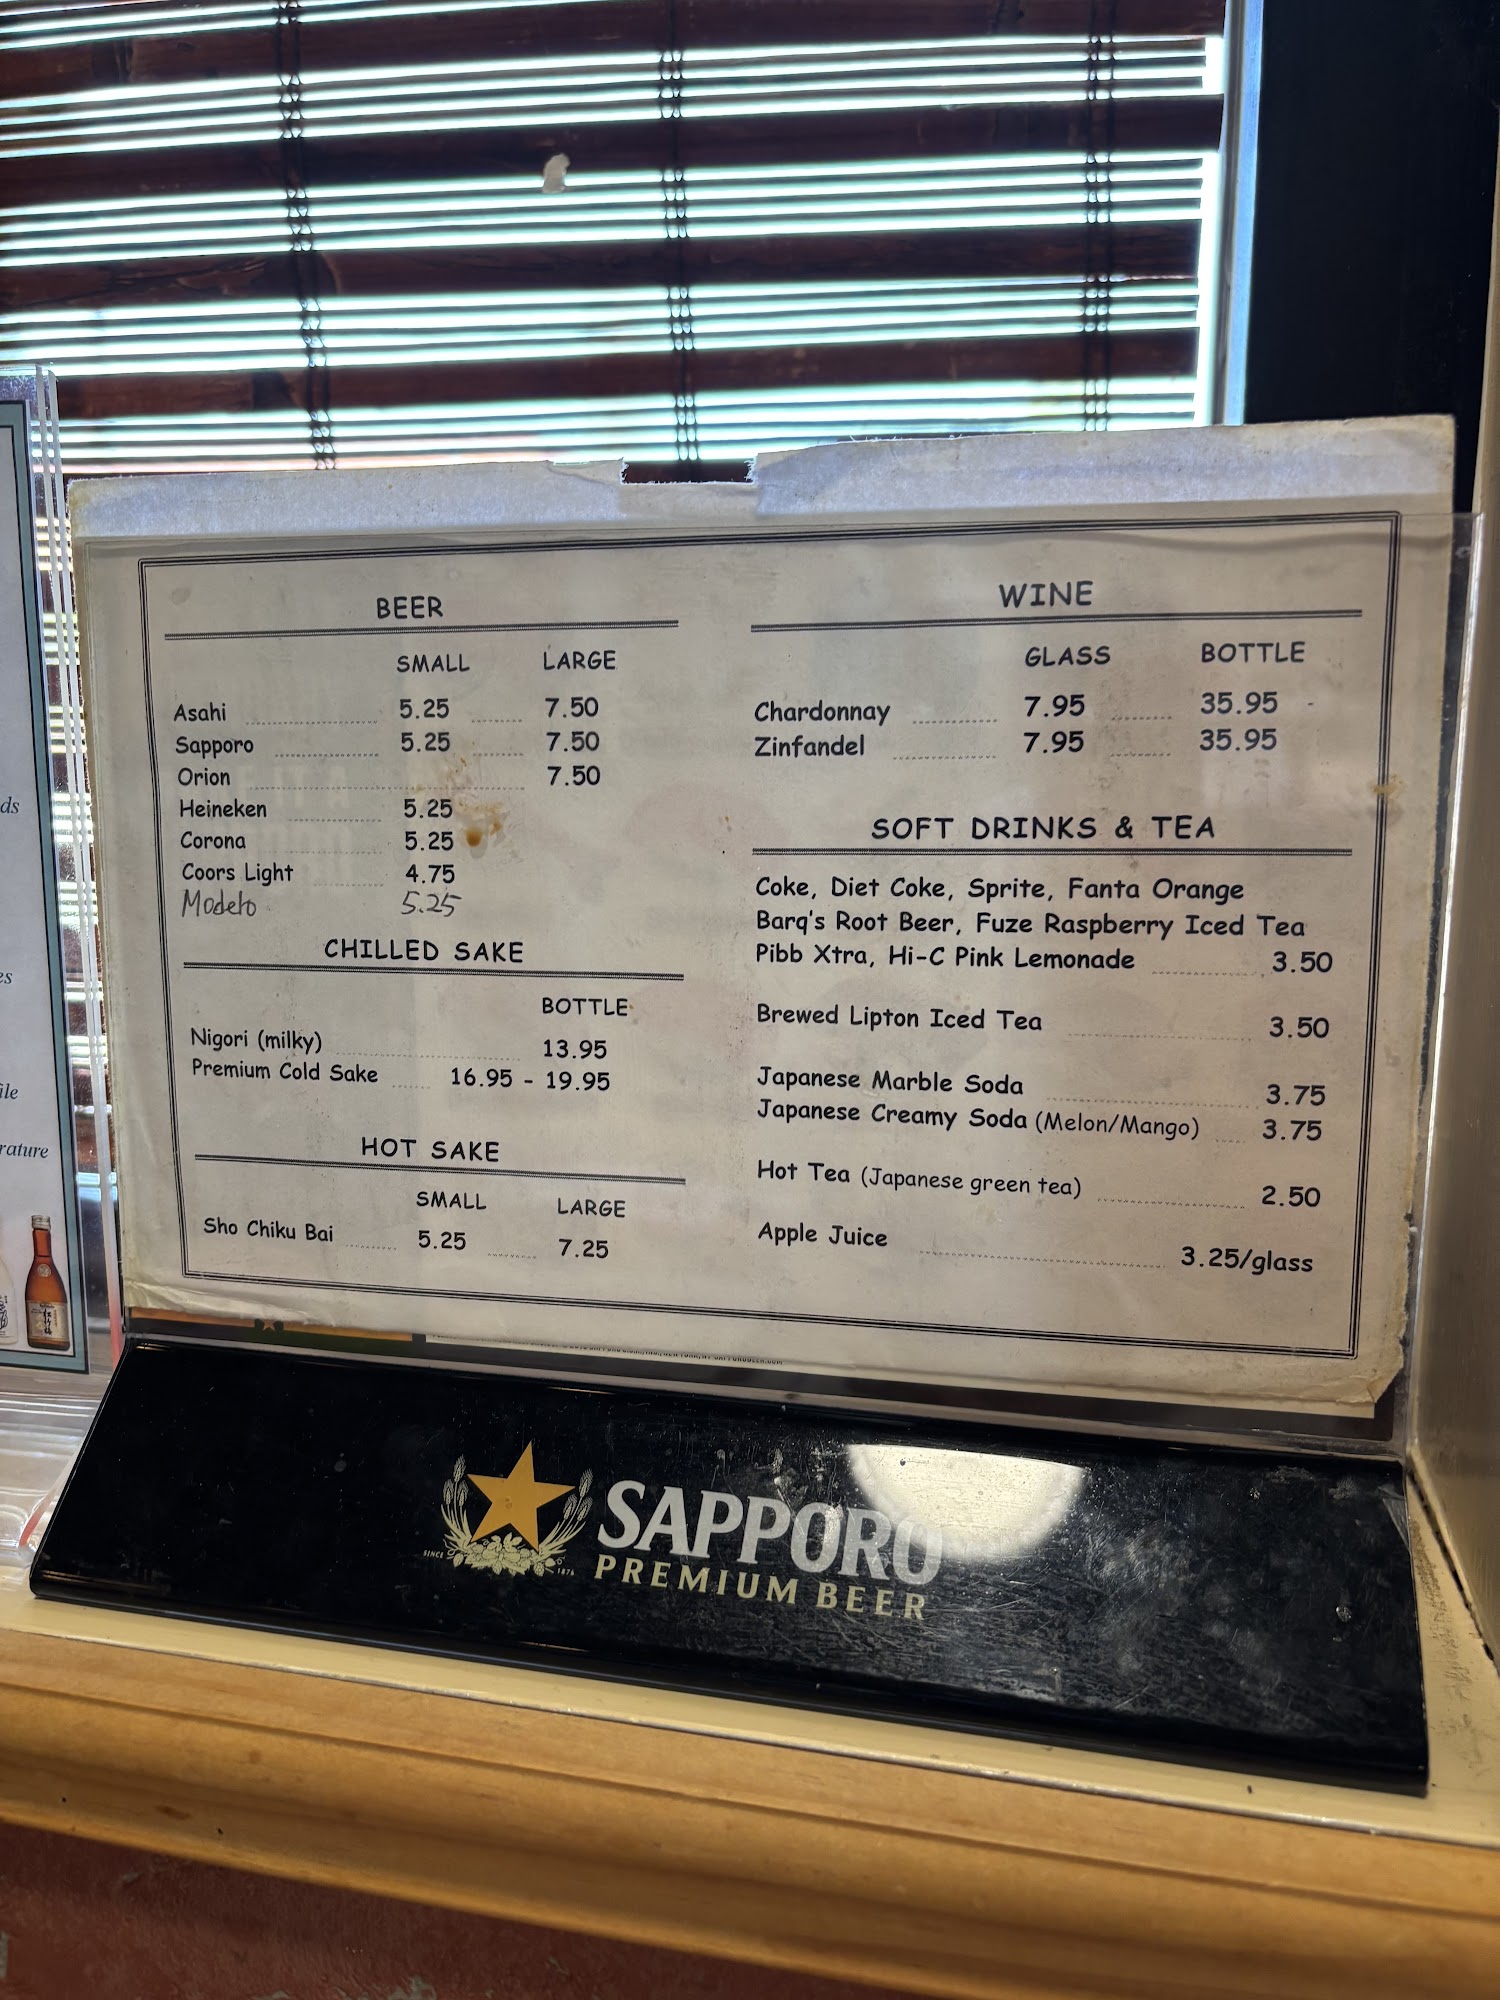 BEER
SMALL LARGE
Asahi 5.25 7.50
Sapporo 5.25 7.50
Orion 7.50
Heineken 5.25
Corona 5.25
Coors Light 4.75
Modelo 5.25
CHILLED SAKE
BOTTLE
Nigori (milky) 13.95
Premium Cold Sake 16.95 - 19.95
HOT SAKE
SMALL LARGE
Sho Chiku Bai 5.25 7.25
WINE
GLASS BOTTLE
Chardonnay 7.95 35.95
Zinfandel 7.95 35.95
SOFT DRINKS & TEA
Coke, Diet Coke, Sprite, Fanta Orange
Barq's Root Beer, Fuze Raspberry Iced Tea
Pibb Xtra, Hi-C Pink Lemonade 3.50
Brewed Lipton Iced Tea 3.50
Japanese Marble Soda 3.75
Japanese Creamy Soda (Melon/Mango) 3.75
Hot Tea (Japanese green tea) 2.50
Apple Juice 3.25/glass
SINCE 1876
SAPPORO
PREMIUM BEER